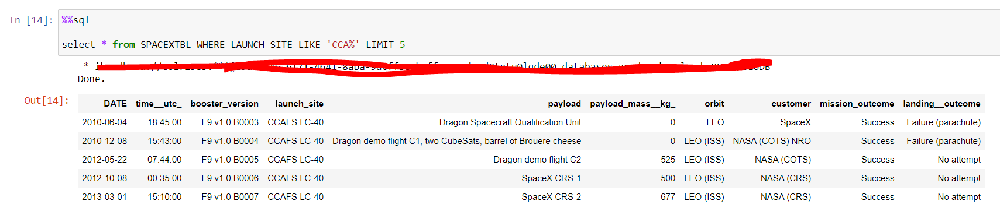 In [14]: %%sql
select * from SPACEXTBL WHERE LAUNCH_SITE LIKE 'CCA%' LIMIT 5
*
Done.
Out[14]:
DATE time__utc_ booster_version launch_site payload payload_mass__kg_ orbit customer mission_outcome landing__outcome
2010-06-04 18:45:00 F9 v1.0 B0003 CCAFS LC-40 Dragon Spacecraft Qualification Unit 0 LEO SpaceX Success Failure (parachute)
2010-12-08 15:43:00 F9 v1.0 B0004 CCAFS LC-40 Dragon demo flight C1, two CubeSats, barrel of Brouere cheese 0 LEO (ISS) NASA (COTS) NRO Success Failure (parachute)
2012-05-22 07:44:00 F9 v1.0 B0005 CCAFS LC-40 Dragon demo flight C2 525 LEO (ISS) NASA (COTS) Success No attempt
2012-10-08 00:35:00 F9 v1.0 B0006 CCAFS LC-40 SpaceX CRS-1 500 LEO (ISS) NASA (CRS) Success No attempt
2013-03-01 15:10:00 F9 v1.0 B0007 CCAFS LC-40 SpaceX CRS-2 677 LEO (ISS) NASA (CRS) Success No attempt